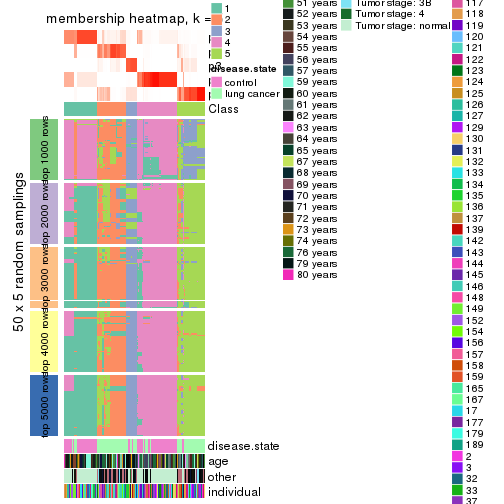 membership heatmap, k =
1
2
3
4
5
disease.state
control
lung cancer
Class
50 x 5 random samplings
top 1000 rows
top 2000 rows
top 3000 rows
top 4000 rows
top 5000 rows
disease.state
age
other
individual
51 years
52 years
53 years
54 years
55 years
56 years
57 years
59 years
60 years
61 years
62 years
63 years
64 years
65 years
67 years
68 years
69 years
70 years
71 years
72 years
73 years
74 years
76 years
79 years
80 years
Tumor stage: 3B
Tumor stage: 4
Tumor stage: normal
117
118
119
120
121
122
123
124
125
126
127
129
130
131
132
133
134
135
136
137
139
142
143
144
145
146
148
149
152
154
156
157
158
159
165
167
17
177
179
189
2
3
32
33
37